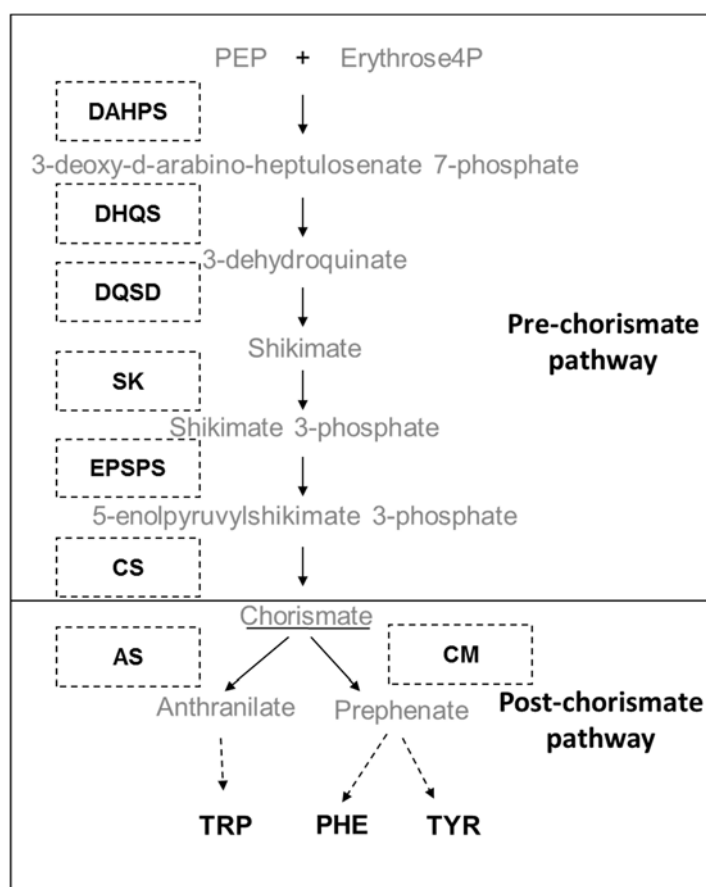 PEP + Erythrose4P
DAHPS
3-deoxy-d-arabino-heptulosenate 7-phosphate
DHQS
3-dehydroquinate
DQSD
Pre-chorismate
pathway
Shikimate
SK
Shikimate 3-phosphate
EPSPS
5-enolpyruvylshikimate 3-phosphate
CS
Chorismate
AS
CM
Anthranilate
Prephenate
Post-chorismate
pathway
TRP
PHE
TYR